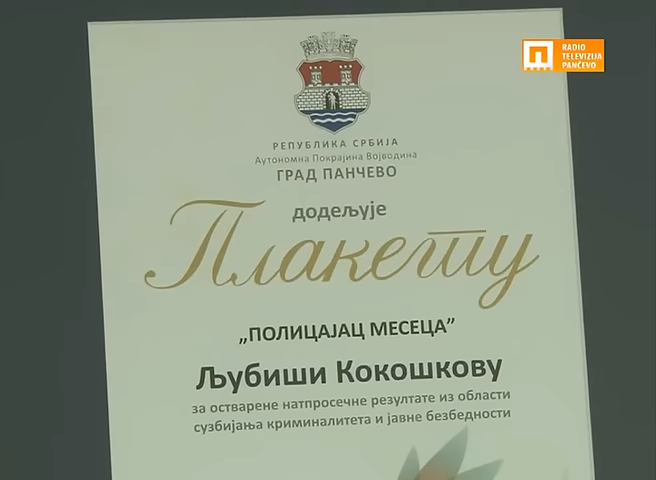 RADIO
TELEVIZIJA
PANČEVO
РЕПУБЛИКА СРБИЈА
Аутономна Покрајина Војводина
ГРАД ПАНЧЕВО
додељује
Плакету
„ПОЛИЦАЈАЦ МЕСЕЦА”
Љубиши Кокошкову
за остварене натпросечне резултате из области
сузбијања криминалитета и јавне безбедности